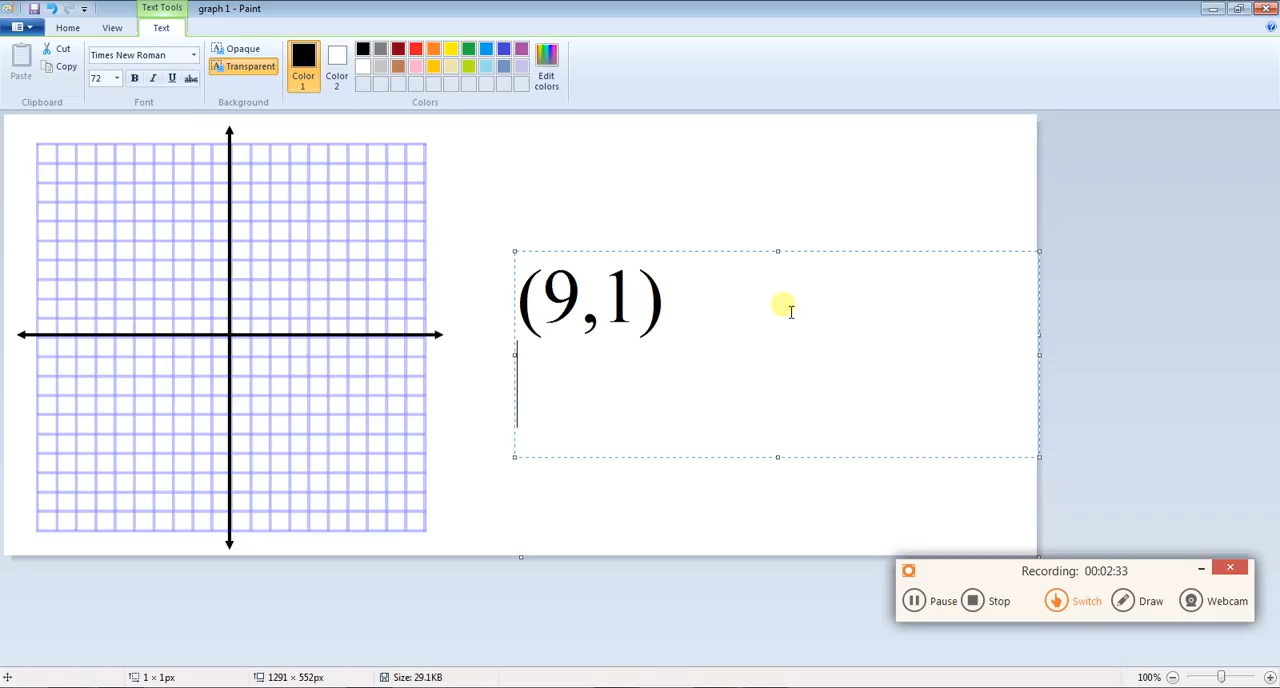 Text Tools
graph 1 - Paint
Home View Text
Paste
Cut
Copy
Clipboard
Times New Roman
72 B I U abc
Font
Opaque
Transparent
Background
Color 1
Color 2
Edit colors
Colors
(9,1)
Recording: 00:02:33
Pause Stop Switch Draw Webcam
1 × 1px 1291 × 552px Size: 29.1KB 100%